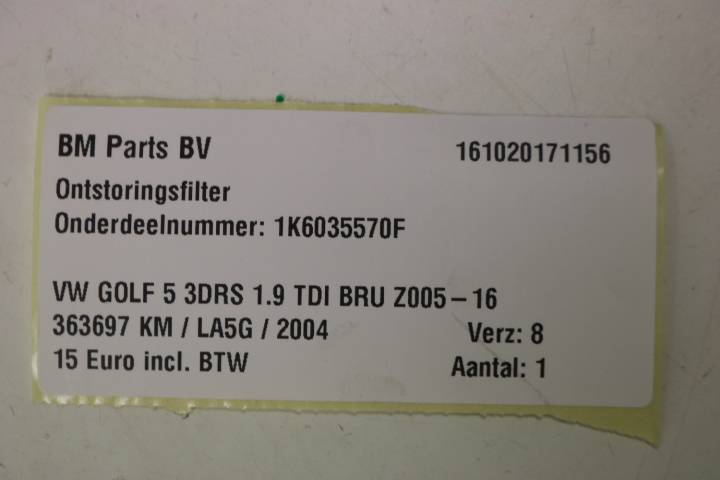 BM Parts BV 161020171156
Ontstoringsfilter
Onderdeelnummer: 1K6035570F
VW GOLF 5 3DRS 1.9 TDI BRU Z005-16
363697 KM / LA5G / 2004 Verz: 8
15 Euro incl. BTW Aantal: 1